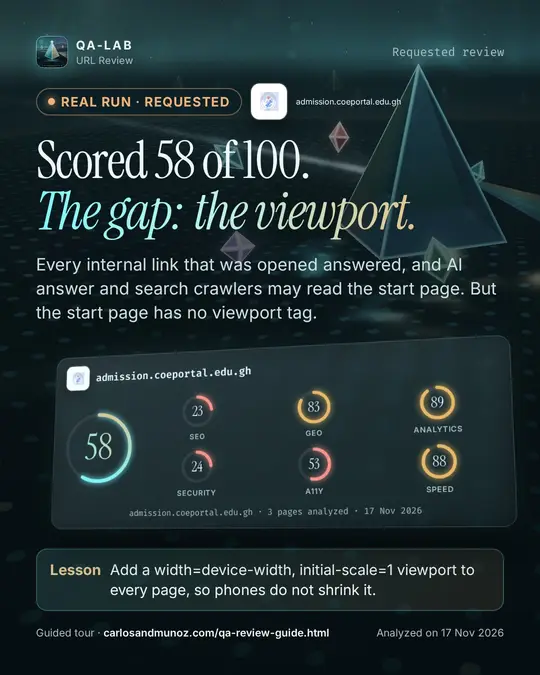 QA-LAB
URL Review
Requested review
REAL RUN · REQUESTED
admission.coeportal.edu.gh
Scored 58 of 100.
The gap: the viewport.
Every internal link that was opened answered, and AI
answer and search crawlers may read the start page. But
the start page has no viewport tag.
admission.coeportal.edu.gh
58
23
SEO
83
GEO
89
ANALYTICS
24
SECURITY
53
A11Y
88
SPEED
admission.coeportal.edu.gh · 3 pages analyzed · 17 Nov 2026
Lesson Add a width=device-width, initial-scale=1 viewport to
every page, so phones do not shrink it.
Guided tour · carlosandmunoz.com/qa-review-guide.html
Analyzed on 17 Nov 2026